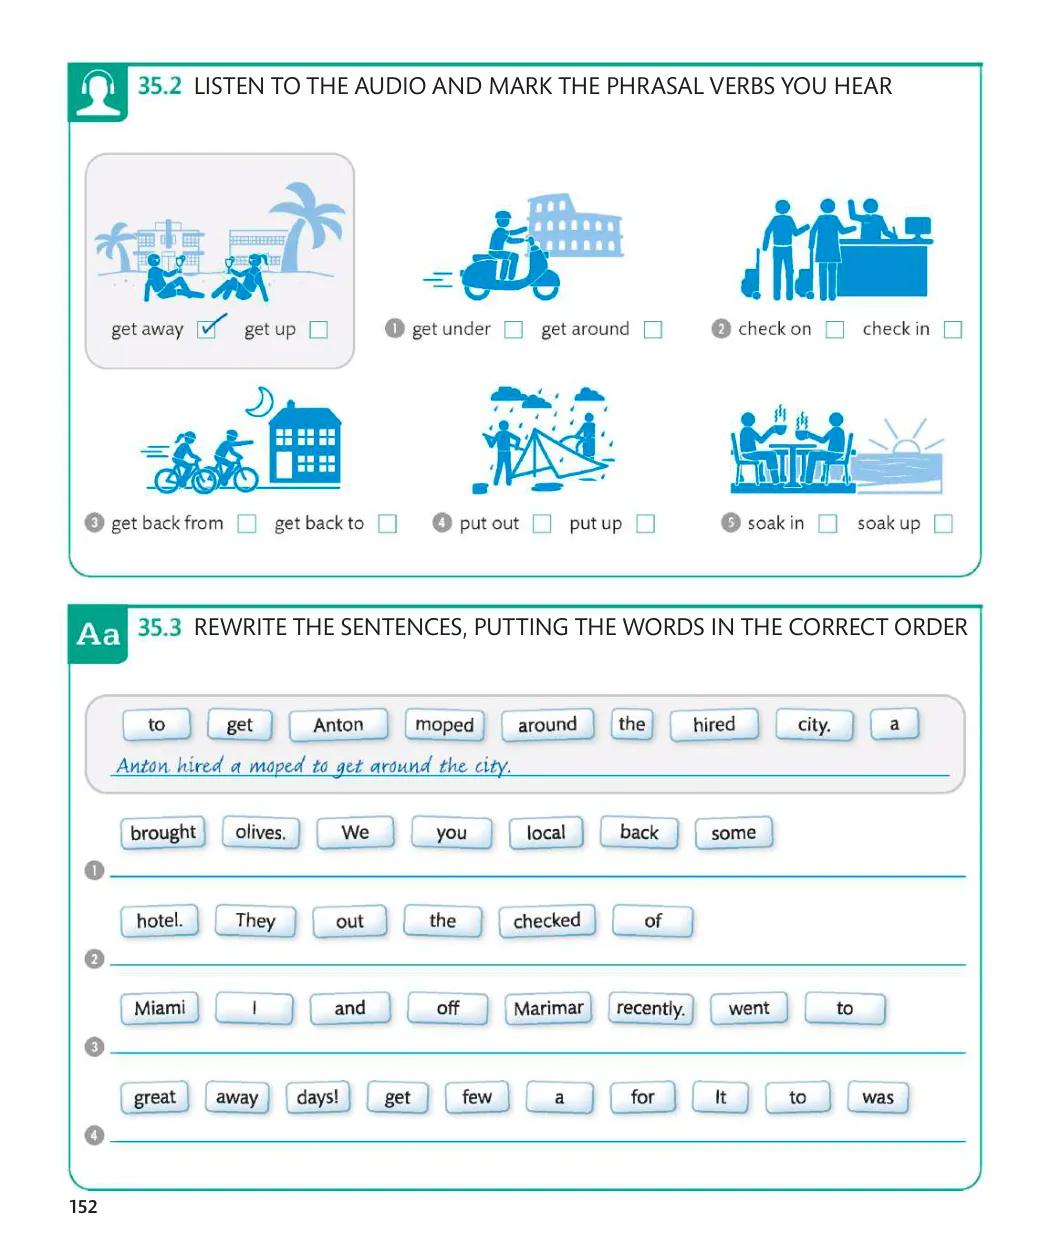 35.2 LISTEN TO THE AUDIO AND MARK THE PHRASAL VERBS YOU HEAR
get away get up
1 get under get around
2 check on check in
3 get back from get back to
4 put out put up
5 soak in soak up
Aa 35.3 REWRITE THE SENTENCES, PUTTING THE WORDS IN THE CORRECT ORDER
to get Anton moped around the hired city. a
Anton hired a moped to get around the city.
brought olives. We you local back some
1
hotel. They out the checked of
2
Miami I and off Marimar recently. went to
3
great away days! get few a for It to was
4
152